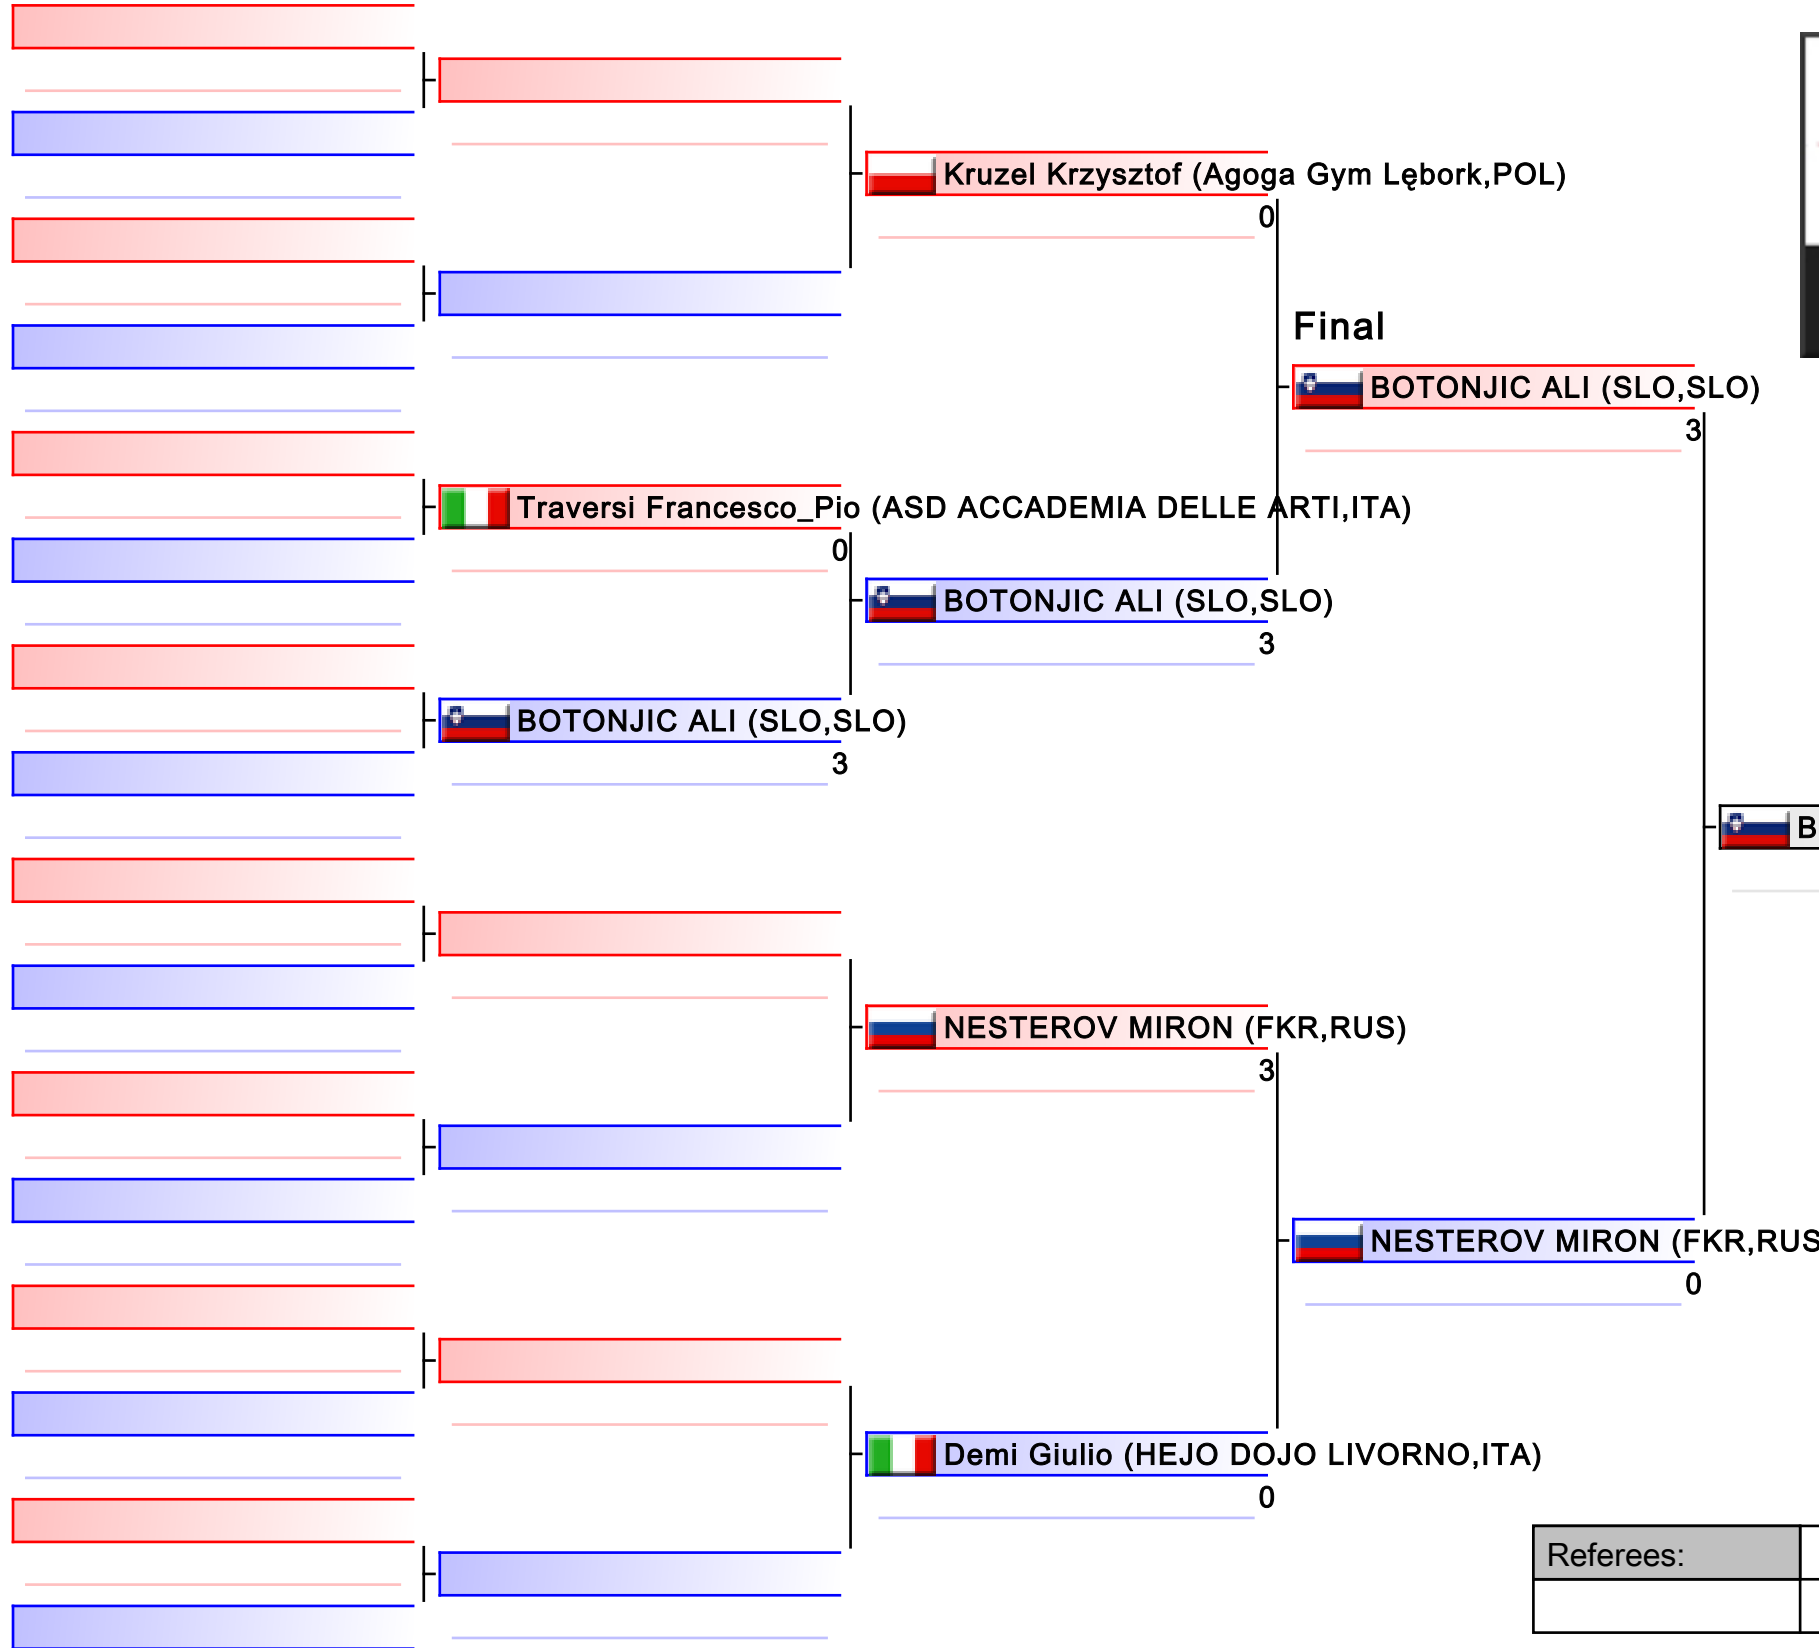 Kruzel Krzysztof (Agoga Gym Lębork,POL)
0
Final
BOTONJIC ALI (SLO,SLO)
3
Traversi Francesco_Pio (ASD ACCADEMIA DELLE ARTI,ITA)
0
BOTONJIC ALI (SLO,SLO)
3
BOTONJIC ALI (SLO,SLO)
3
B
NESTEROV MIRON (FKR,RUS)
3
NESTEROV MIRON (FKR,RUS
0
Demi Giulio (HEJO DOJO LIVORNO,ITA)
0
Referees: